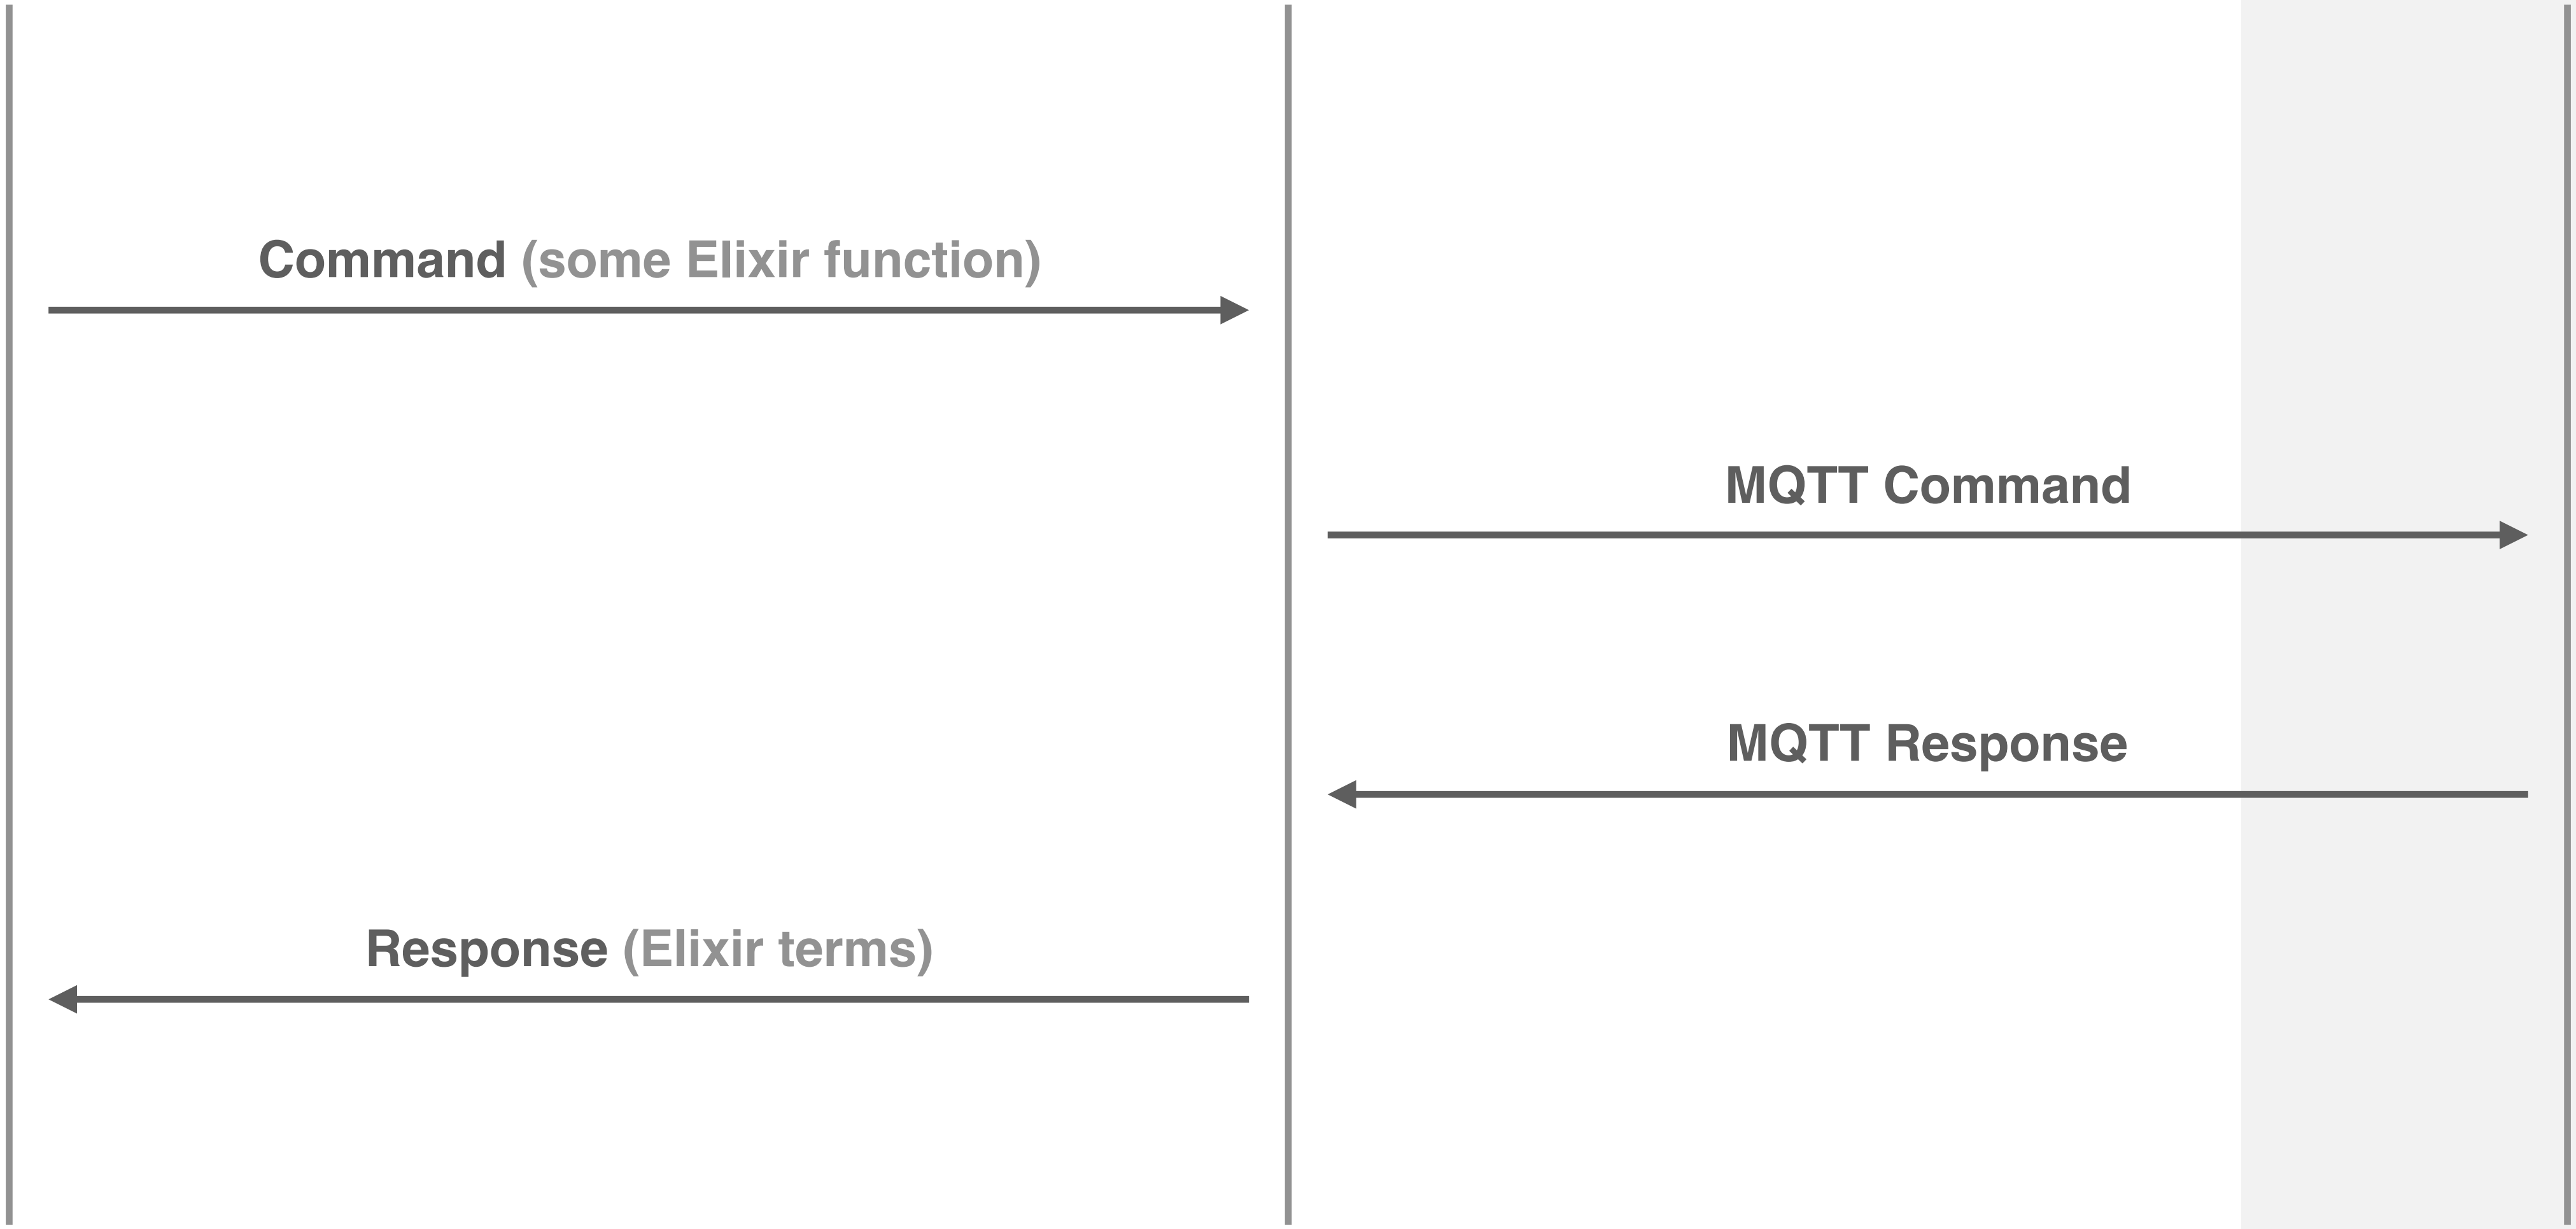 Command (some Elixir function)
MQTT Command
MQTT Response
Response (Elixir terms)